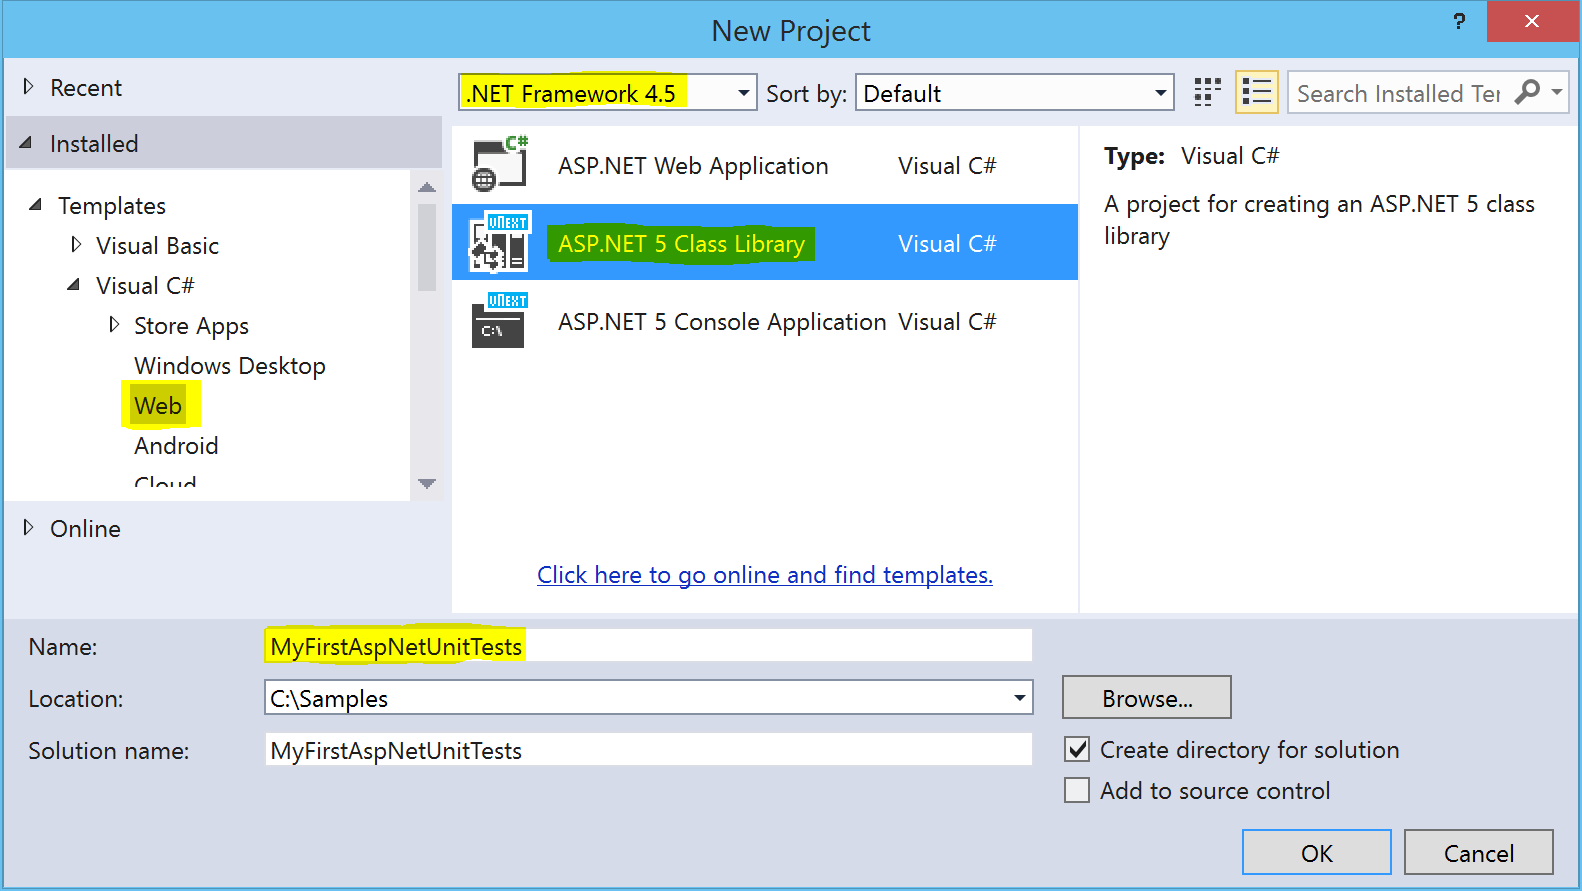 New Project
?
Recent
Installed
Templates
Visual Basic
Visual C#
Store Apps
Windows Desktop
Web
Android
Cloud
Online
.NET Framework 4.5
Sort by: Default
Search Installed Ter
C#
ASP.NET Web Application Visual C#
vNEXT
ASP.NET 5 Class Library Visual C#
vNEXT
C:\
ASP.NET 5 Console Application Visual C#
Click here to go online and find templates.
Type: Visual C#
A project for creating an ASP.NET 5 class
library
Name: MyFirstAspNetUnitTests
Location: C:\Samples
Browse...
Solution name: MyFirstAspNetUnitTests
Create directory for solution
Add to source control
OK
Cancel